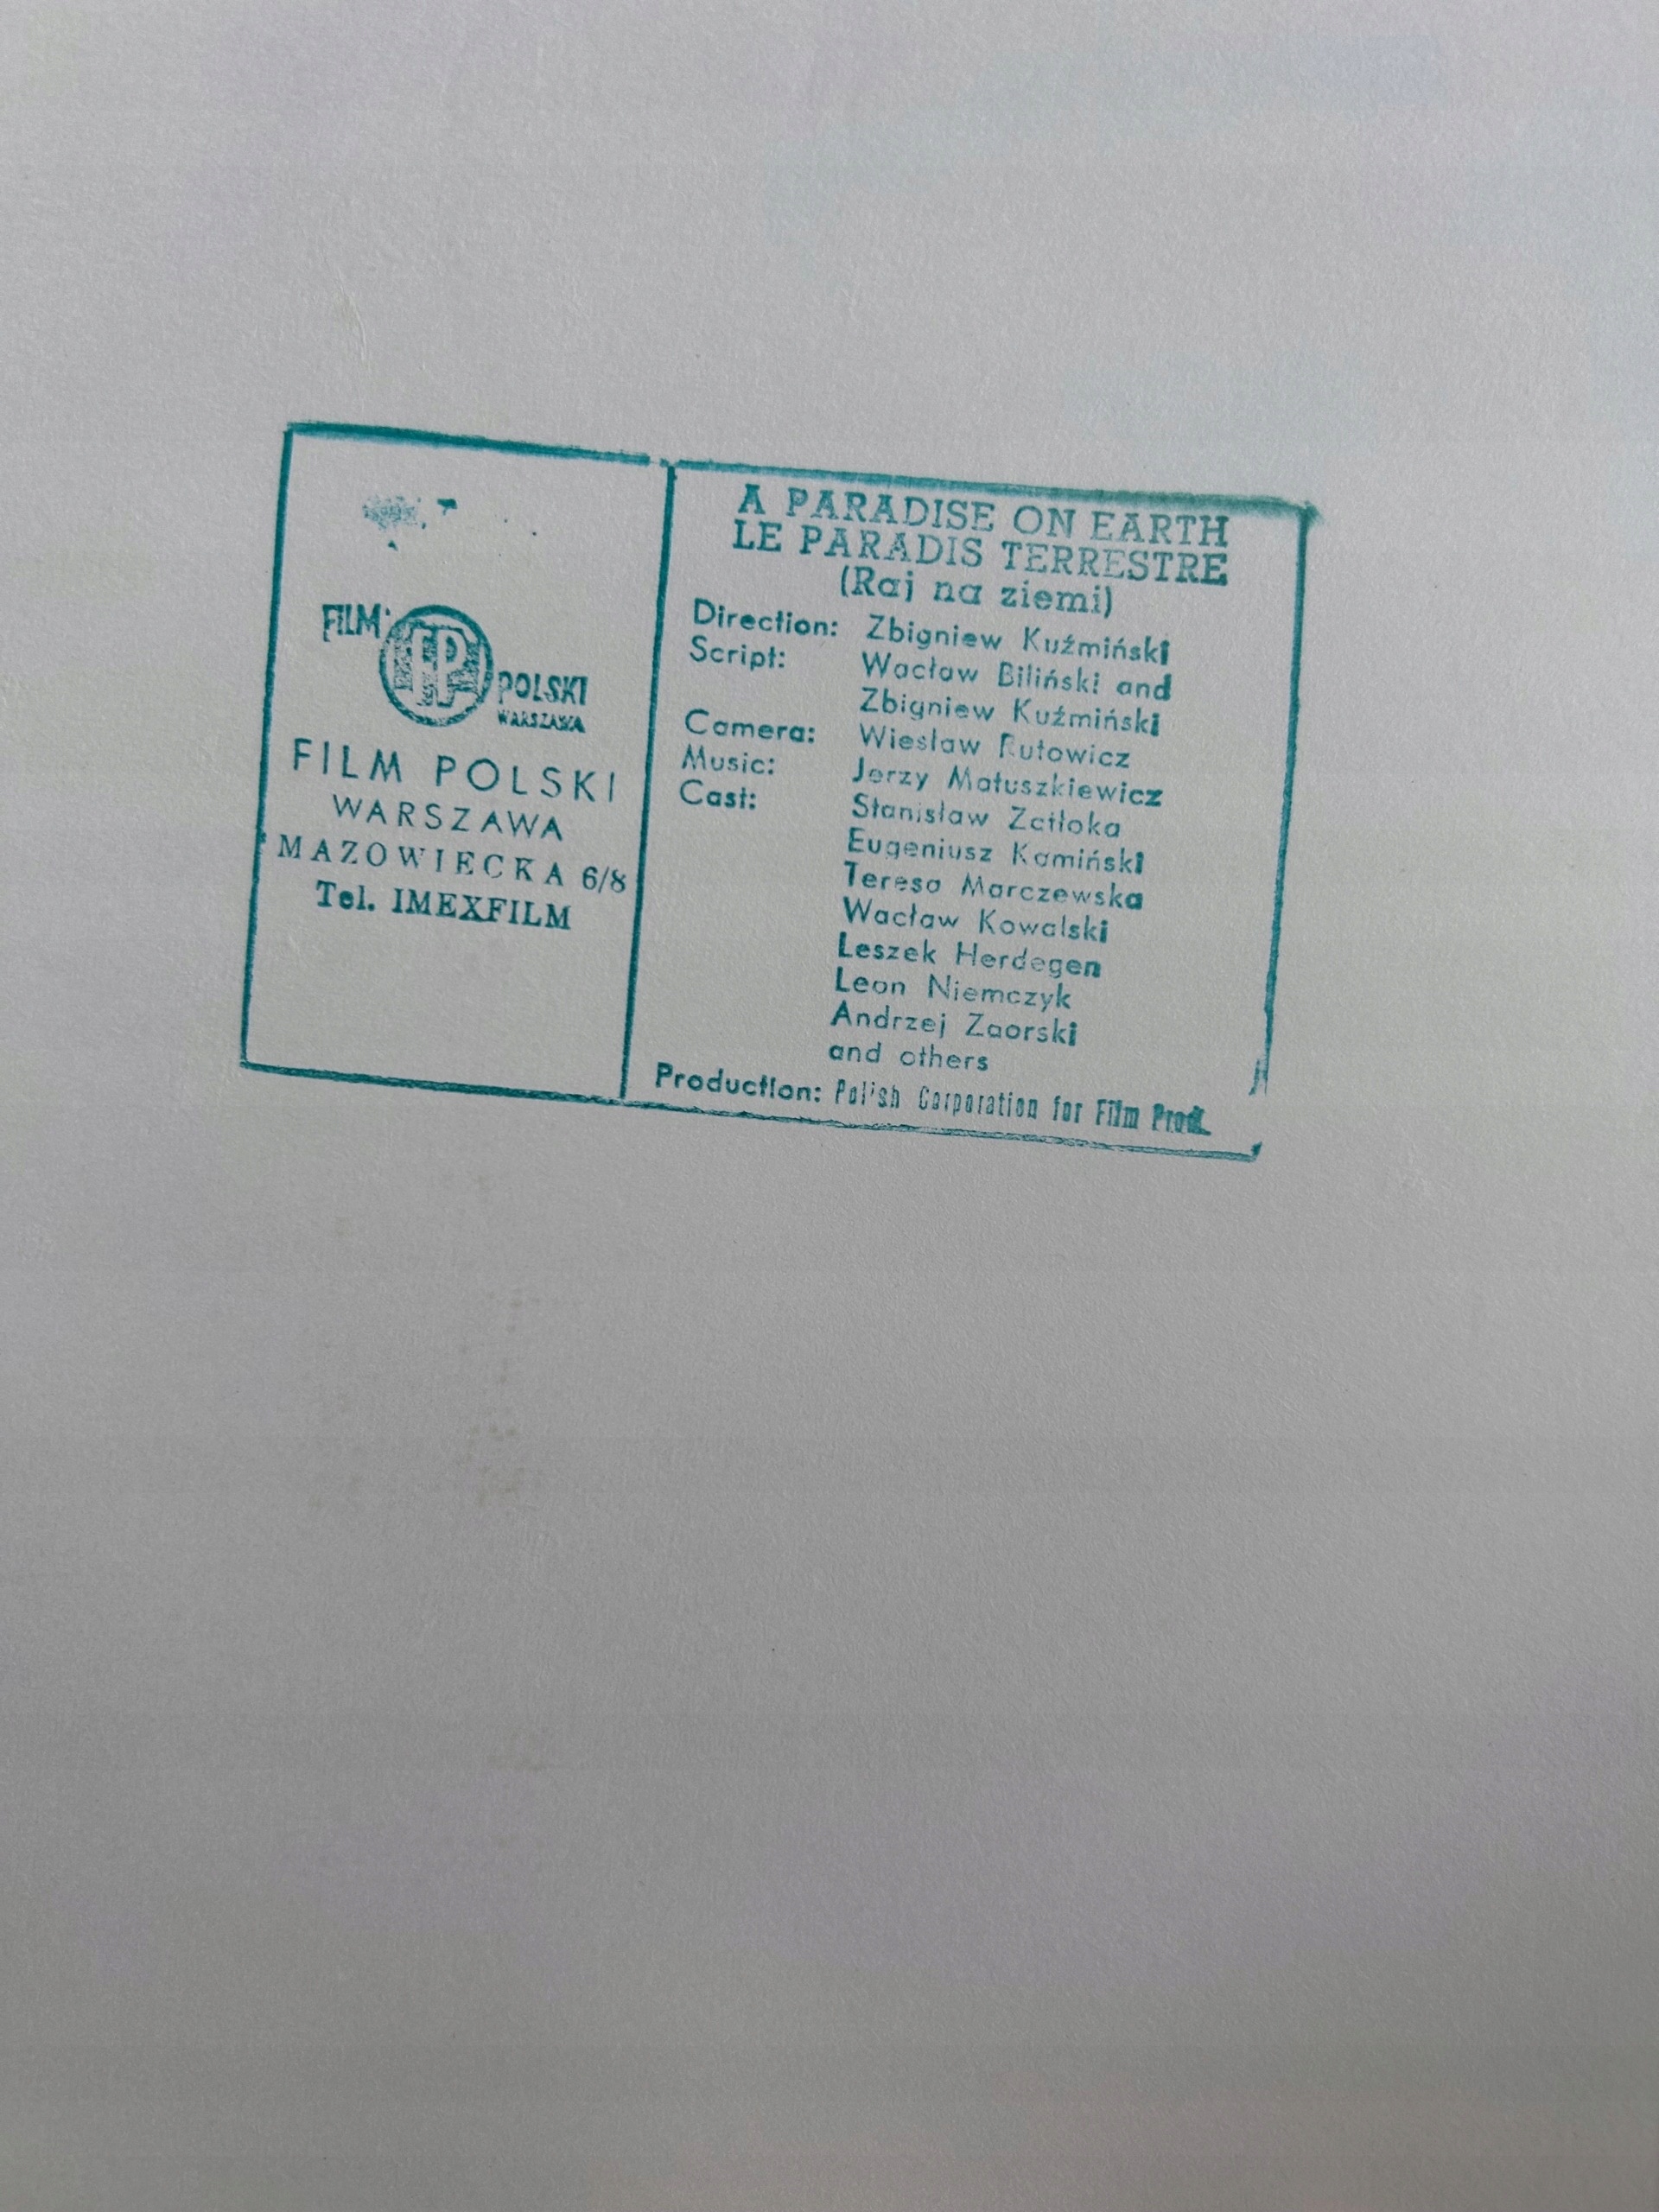 FILM
FP
POLSKI
WARSZAWA
FILM POLSKI
WARSZAWA
MAZOWIECKA 6/8
Tel. IMEXFILM
A PARADISE ON EARTH
LE PARADIS TERRESTRE
(Raj na ziemi)
Direction: Zbigniew Kuźmiński
Script: Wacław Biliński and
Zbigniew Kuźmiński
Camera: Wiesław Rutowicz
Music: Jerzy Matuszkiewicz
Cast: Stanisław Zatłoka
Eugeniusz Kamiński
Teresa Marczewska
Wacław Kowalski
Leszek Herdegen
Leon Niemczyk
Andrzej Zaorski
and others
Production: Polish Corporation for Film Prod.